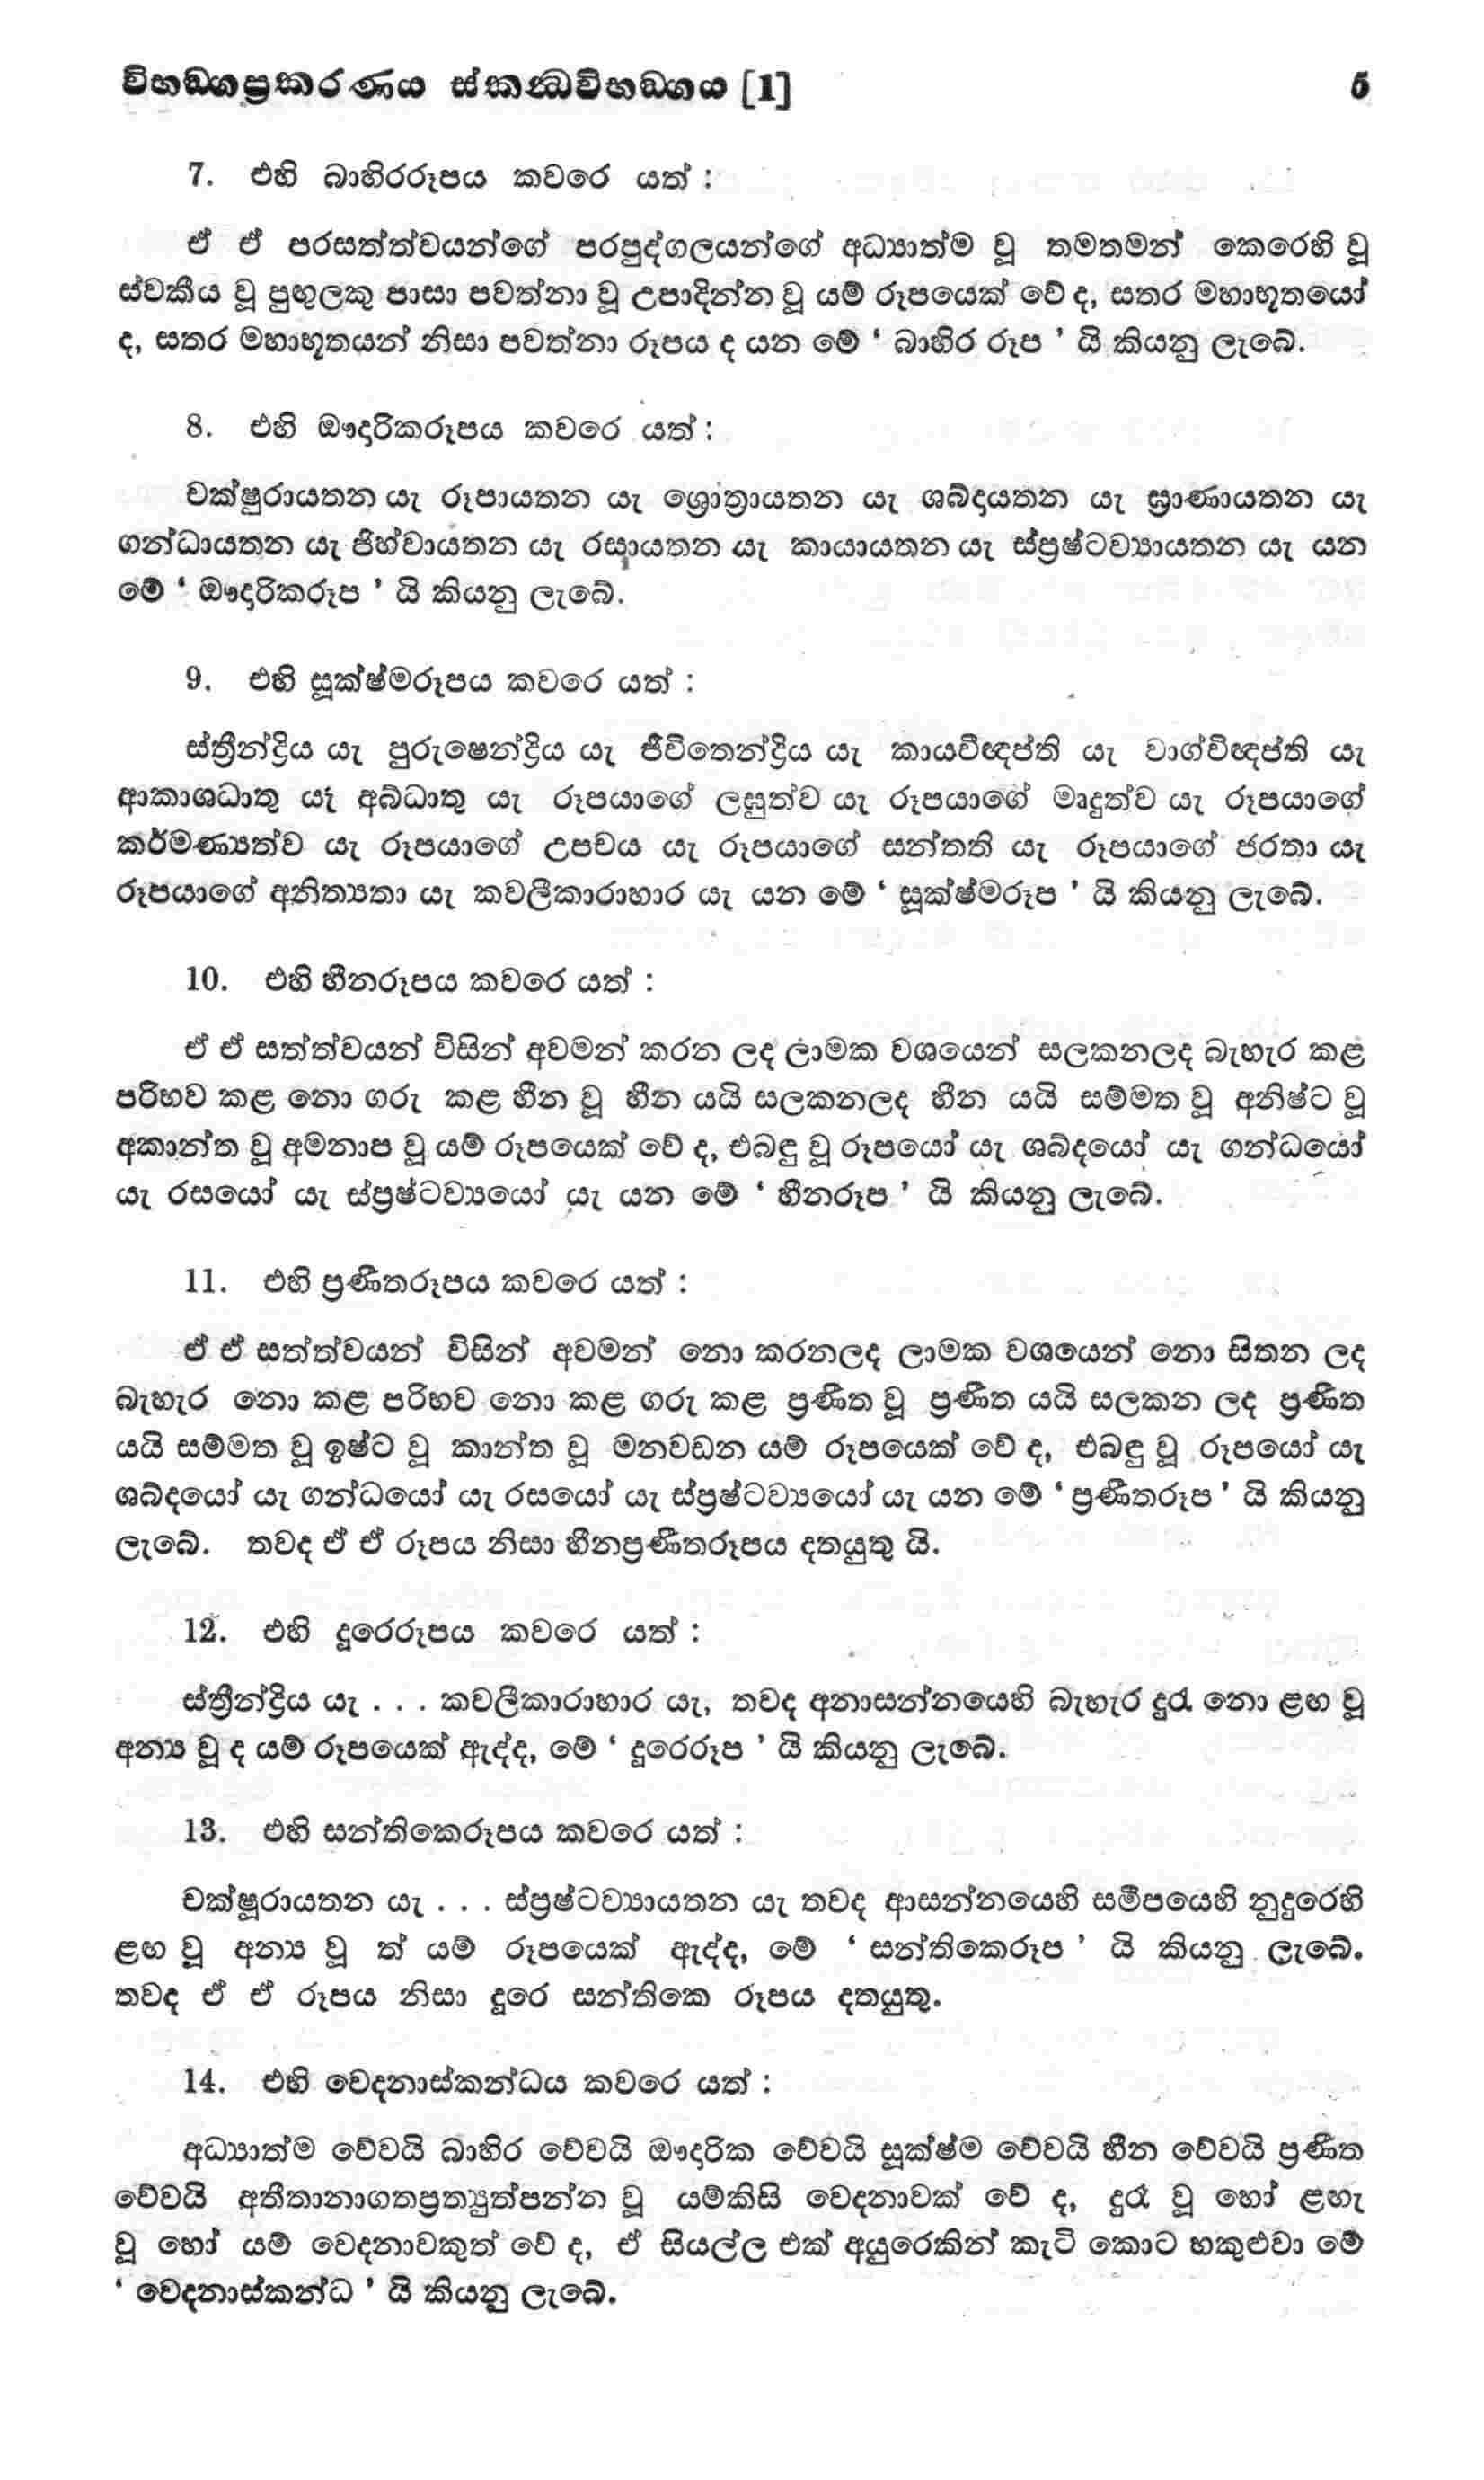 විභඞ්ගප්‍රකරණය ස්කන්‍ධවිභඞ්ගය [1] 5
7. එහි බාහිරරූපය කවරෙ යත් :
ඒ ඒ පරසත්ත්වයන්ගේ පරපුද්ගලයන්ගේ අධ්‍යාත්ම වූ තමතමන් කෙරෙහි වූ
ස්වකීය වූ පුඟුලකු පාසා පවත්නා වූ උපාදින්න වූ යම් රූපයෙක් වේ ද, සතර මහාභූතයෝ
ද, සතර මහාභූතයන් නිසා පවත්නා රූපය ද යන මේ ‘ බාහිර රූප ’ යි කියනු ලැබේ.
8. එහි ඖදරිකරූපය කවරෙ යත් :
චක්ෂුරායතන යැ රූපායතන යැ ශ්‍රොත්‍රායතන යැ ශබ්දයතන යැ ඝ්‍රාණායතන යැ
ගන්ධායතන යැ ජිහ්වායතන යැ රසායතන යැ කායායතන යැ ස්ප්‍රෂ්ටව්‍යායතන යැ යන
මේ ‘ ඖදරිකරූප ’ යි කියනු ලැබේ.
9. එහි සූක්ෂ්මරූපය කවරෙ යත් :
ස්ත්‍රීන්ද්‍රිය යැ පුරුෂෙන්ද්‍රිය යැ ජීවිතෙන්ද්‍රිය යැ කායවිඥප්ති යැ වාග්විඥප්ති යැ
ආකාශධාතු යෑ අබ්ධාතු යැ රූපයාගේ ලඝුත්ව යැ රූපයාගේ මෘදුත්ව යැ රූපයාගේ
කර්මණ්‍යත්ව යැ රූපයාගේ උපචය යැ රූපයාගේ සන්තති යැ රූපයාගේ ජරතා යැ
රූපයාගේ අනිත්‍යතා යැ කවලීකාරාහාර යැ යන මේ ‘ සූක්ෂ්මරූප ’ යි කියනු ලැබේ.
10. එහි හීනරූපය කවරෙ යත් :
ඒ ඒ සත්ත්වයන් විසින් අවමන් කරන ලද ලාමක වශයෙන් සලකනලද බැහැර කළ
පරිභව කළ නො ගරු කළ හීන වූ හීන යයි සලකනලද හීන යයි සම්මත වූ අනිෂ්ට වූ
අකාන්ත වූ අමනාප වූ යම් රූපයෙක් වේ ද, එබඳු වූ රූපයෝ යැ ශබ්දයෝ යැ ගන්ධයෝ
යැ රසයෝ යැ ස්ප්‍රෂ්ටව්‍යයෝ යැ යන මේ ‘ හීනරූප ’ යි කියනු ලැබේ.
11. එහි ප්‍රණීතරූපය කවරෙ යත් :
ඒ ඒ සත්ත්වයන් විසින් අවමන් නො කරනලද ලාමක වශයෙන් නො සිතන ලද
බැහැර නො කළ පරිභව නො කළ ගරු කළ ප්‍රණීත වූ ප්‍රණීත යයි සලකන ලද ප්‍රණීත
යයි සම්මත වූ ඉෂ්ට වූ කාන්ත වූ මනවඩන යම් රූපයෙක් වේ ද, එබඳු වූ රූපයෝ යැ
ශබ්දයෝ යැ ගන්ධයෝ යැ රසයෝ යැ ස්ප්‍රෂ්ටව්‍යයෝ යැ යන මේ ‘ ප්‍රණීතරූප ’ යි කියනු
ලැබේ. තවද ඒ ඒ රූපය නිසා හීනප්‍රණීතරූපය දතයුතු යි.
12. එහි දූරෙරූපය කවරෙ යත් :
ස්ත්‍රීන්ද්‍රිය යැ . . . කවලීකාරාහාර යැ, තවද අනාසන්නයෙහි බැහැර දුරැ නො ළඟ වූ
අන්‍ය වූ ද යම් රූපයෙක් ඇද්ද, මේ ‘ දූරෙරූප ’ යි කියනු ලැබේ.
13. එහි සන්තිකෙරූපය කවරෙ යත් :
චක්ෂූරායතන යැ . . . ස්ප්‍රෂ්ටව්‍යායතන යැ තවද ආසන්නයෙහි සමීපයෙහි නුදුරෙහි
ළඟ වූ අන්‍ය වූ ත් යම් රූපයෙක් ඇද්ද, මේ ‘ සන්තිකෙරූප ’ යි කියනු ලැබේ.
තවද ඒ ඒ රූපය නිසා දූරෙ සන්තිකෙ රූපය දතයුතු.
14. එහි වෙදනාස්කන්ධය කවරෙ යත් :
අධ්‍යාත්ම වේවයි බාහිර වේවයි ඖදරික වේවයි සූක්ෂ්ම වේවයි හීන වේවයි ප්‍රණීත
වේවයි අතීතානාගතප්‍රත්‍යුත්පන්න වූ යම්කිසි වෙදනාවක් වේ ද, දුරැ වූ හෝ ළඟැ
වූ හෝ යම් වෙදනාවකුත් වේ ද, ඒ සියල්ල එක් අයුරෙකින් කැටි කොට හකුළුවා මේ
‘ වෙදනාස්කන්ධ ’ යි කියනු ලැබේ.